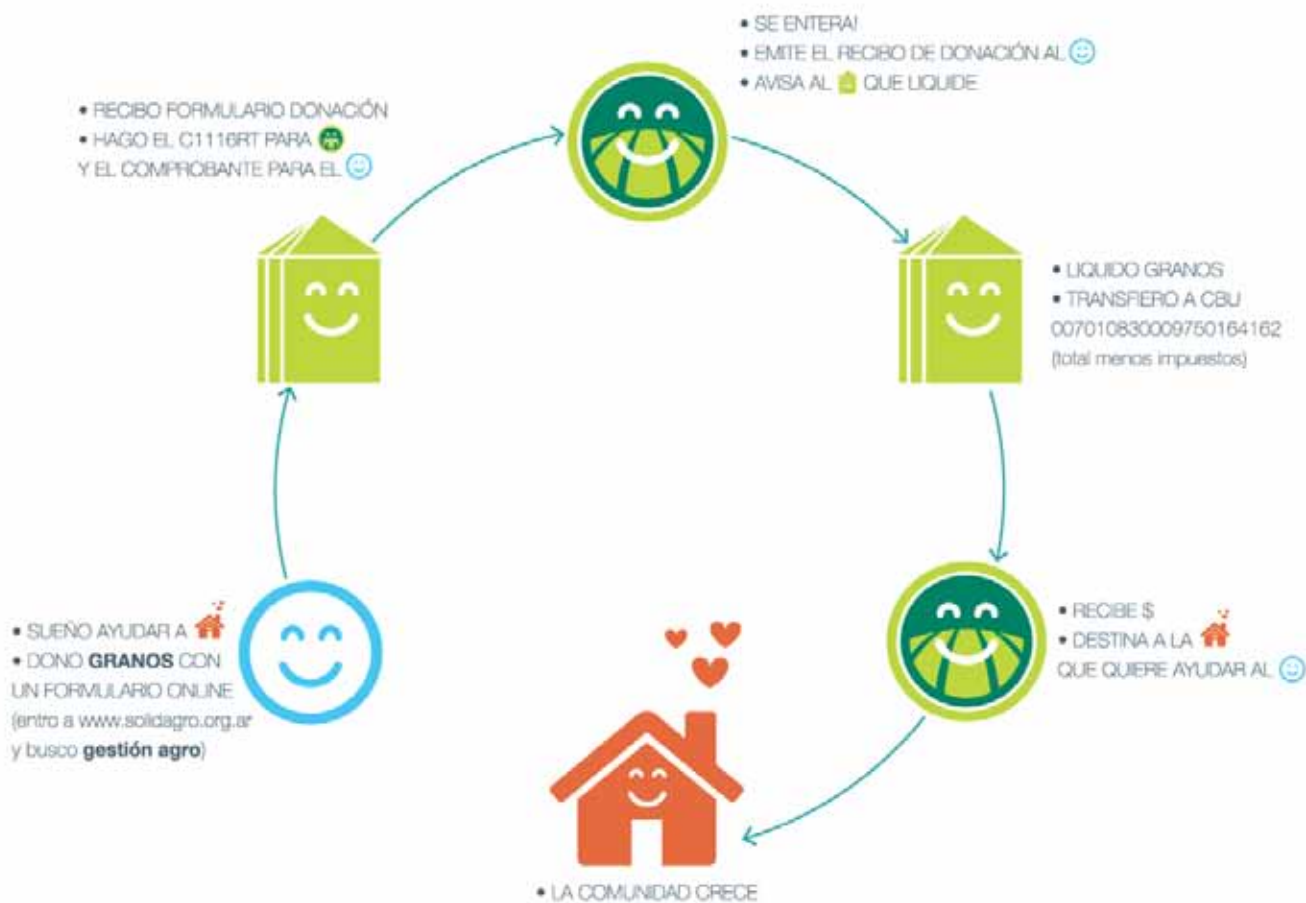 • SE ENTERA!
• EMITE EL RECIBO DE DONACIÓN AL
• AVISA AL QUE LIQUIDE
• RECIBO FORMULARIO DONACIÓN
• HAGO EL C1116RT PARA
Y EL COMPROBANTE PARA EL
• LIQUIDO GRANOS
• TRANSFIERO A CBU
0070108300009750164162
(total menos impuestos)
• SUEÑO AYUDAR A
• DONO GRANOS CON
UN FORMULARIO ONLINE
(entro a www.solidagro.org.ar
y busco gestión agro)
• RECIBE $
• DESTINA A LA
QUE QUIERE AYUDAR AL
• LA COMUNIDAD CRECE